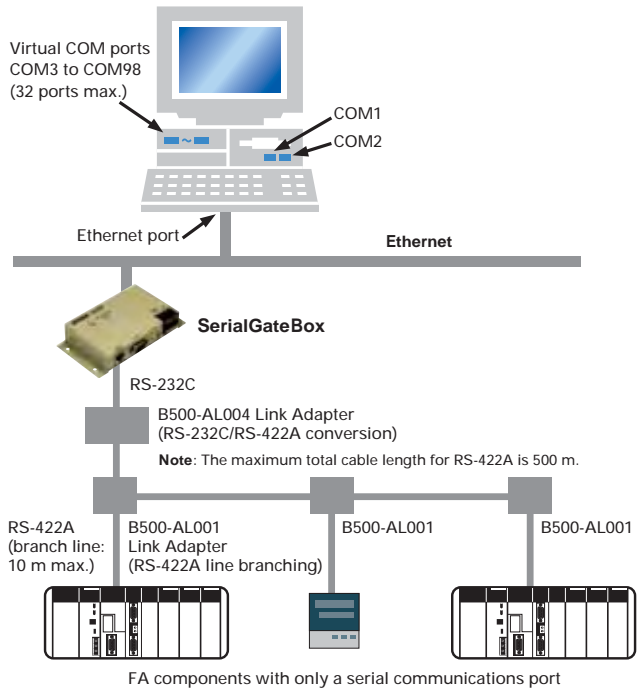 Virtual COM ports
COM3 to COM98
(32 ports max.)
COM1
COM2
Ethernet port
Ethernet
SerialGateBox
RS-232C
B500-AL004 Link Adapter
(RS-232C/RS-422A conversion)
Note: The maximum total cable length for RS-422A is 500 m.
RS-422A
(branch line:
10 m max.)
B500-AL001
Link Adapter
(RS-422A line branching)
B500-AL001
B500-AL001
FA components with only a serial communications port